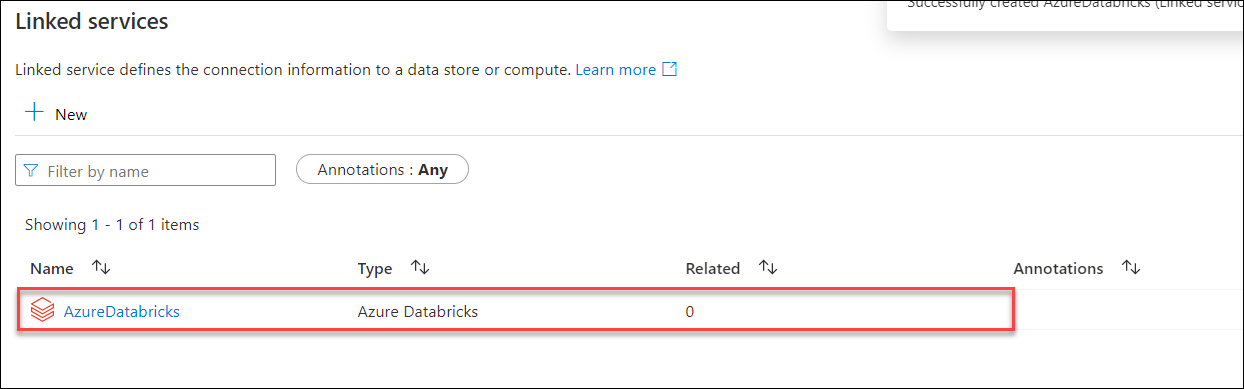 Successfully created AzureDatabricks (Linked servic
Linked services
Linked service defines the connection information to a data store or compute. Learn more
New
Filter by name
Annotations : Any
Showing 1 - 1 of 1 items
Name Type Related Annotations
AzureDatabricks Azure Databricks 0